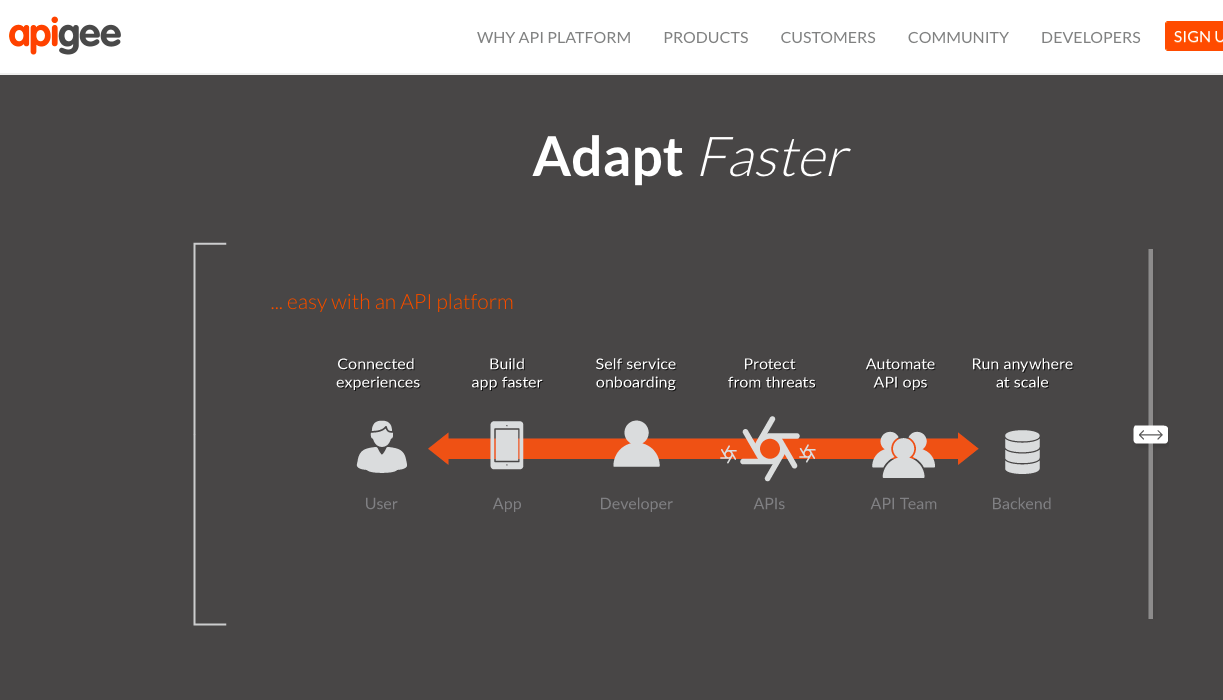 apigee
WHY API PLATFORM
PRODUCTS
CUSTOMERS
COMMUNITY
DEVELOPERS
SIGN U
Adapt Faster
... easy with an API platform
Connected
experiences
Build
app faster
Self service
onboarding
Protect
from threats
Automate
API ops
Run anywhere
at scale
User
App
Developer
APIs
API Team
Backend